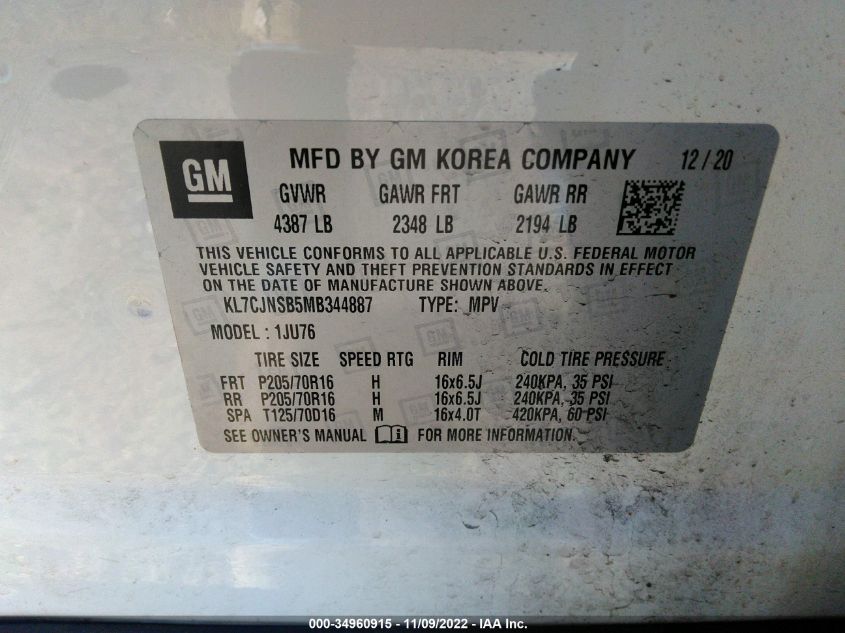 GM MFD BY GM KOREA COMPANY 12/20
GVWR GAWR FRT GAWR RR
4387 LB 2348 LB 2194 LB
THIS VEHICLE CONFORMS TO ALL APPLICABLE U.S. FEDERAL MOTOR
VEHICLE SAFETY AND THEFT PREVENTION STANDARDS IN EFFECT
ON THE DATE OF MANUFACTURE SHOWN ABOVE.
KL7CJNSB5MB344887 TYPE: MPV
MODEL : 1JU76
TIRE SIZE SPEED RTG RIM COLD TIRE PRESSURE
FRT P205/70R16 H 16x6.5J 240KPA, 35 PSI
RR P205/70R16 H 16x6.5J 240KPA, 35 PSI
SPA T125/70D16 M 16x4.0T 420KPA, 60 PSI
SEE OWNER'S MANUAL FOR MORE INFORMATION.
000-34960915 - 11/09/2022 - IAA Inc.